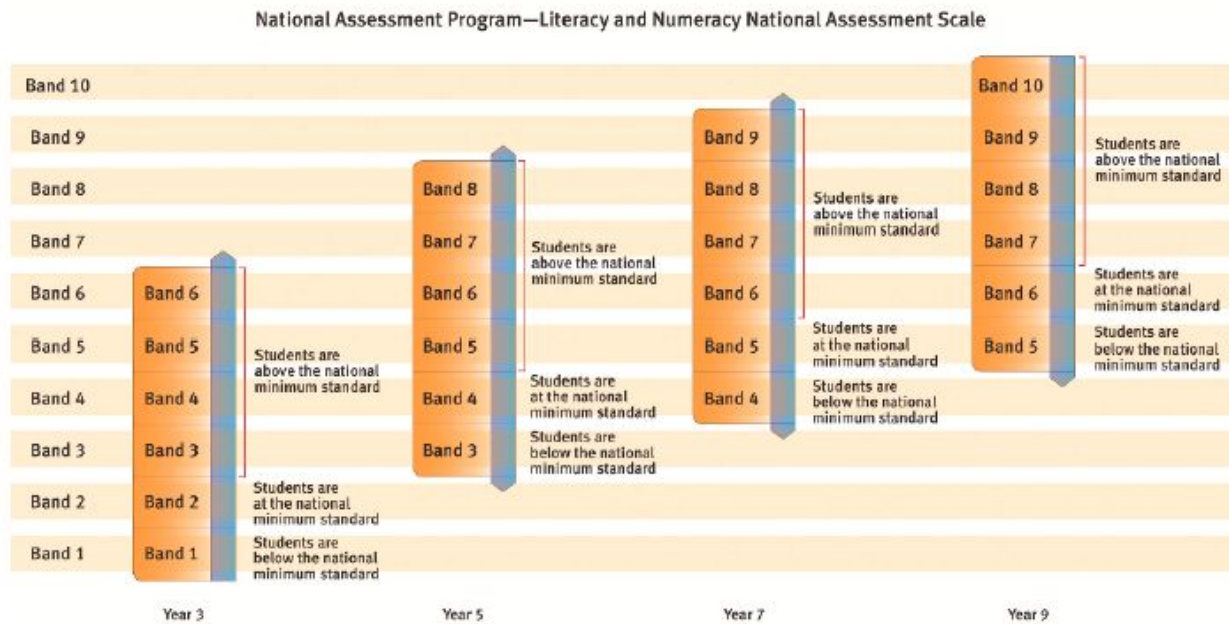 National Assessment Program—Literacy and Numeracy National Assessment Scale
Band 10
Band 9
Band 8
Band 7
Band 6
Band 5
Band 4
Band 3
Band 2
Band 1
Band 6
Band 5
Band 4
Band 3
Band 2
Band 1
Students are
above the national
minimum standard
Students are
at the national
minimum standard
Students are
below the national
minimum standard
Year 3
Band 8
Band 7
Band 6
Band 5
Band 4
Band 3
Students are
above the national
minimum standard
Students are
at the national
minimum standard
Students are
below the national
minimum standard
Year 5
Band 9
Band 8
Band 7
Band 6
Band 5
Band 4
Students are
above the national
minimum standard
Students are
at the national
minimum standard
Students are
below the national
minimum standard
Year 7
Band 10
Band 9
Band 8
Band 7
Band 6
Band 5
Students are
above the national
minimum standard
Students are
at the national
minimum standard
Students are
below the national
minimum standard
Year 9